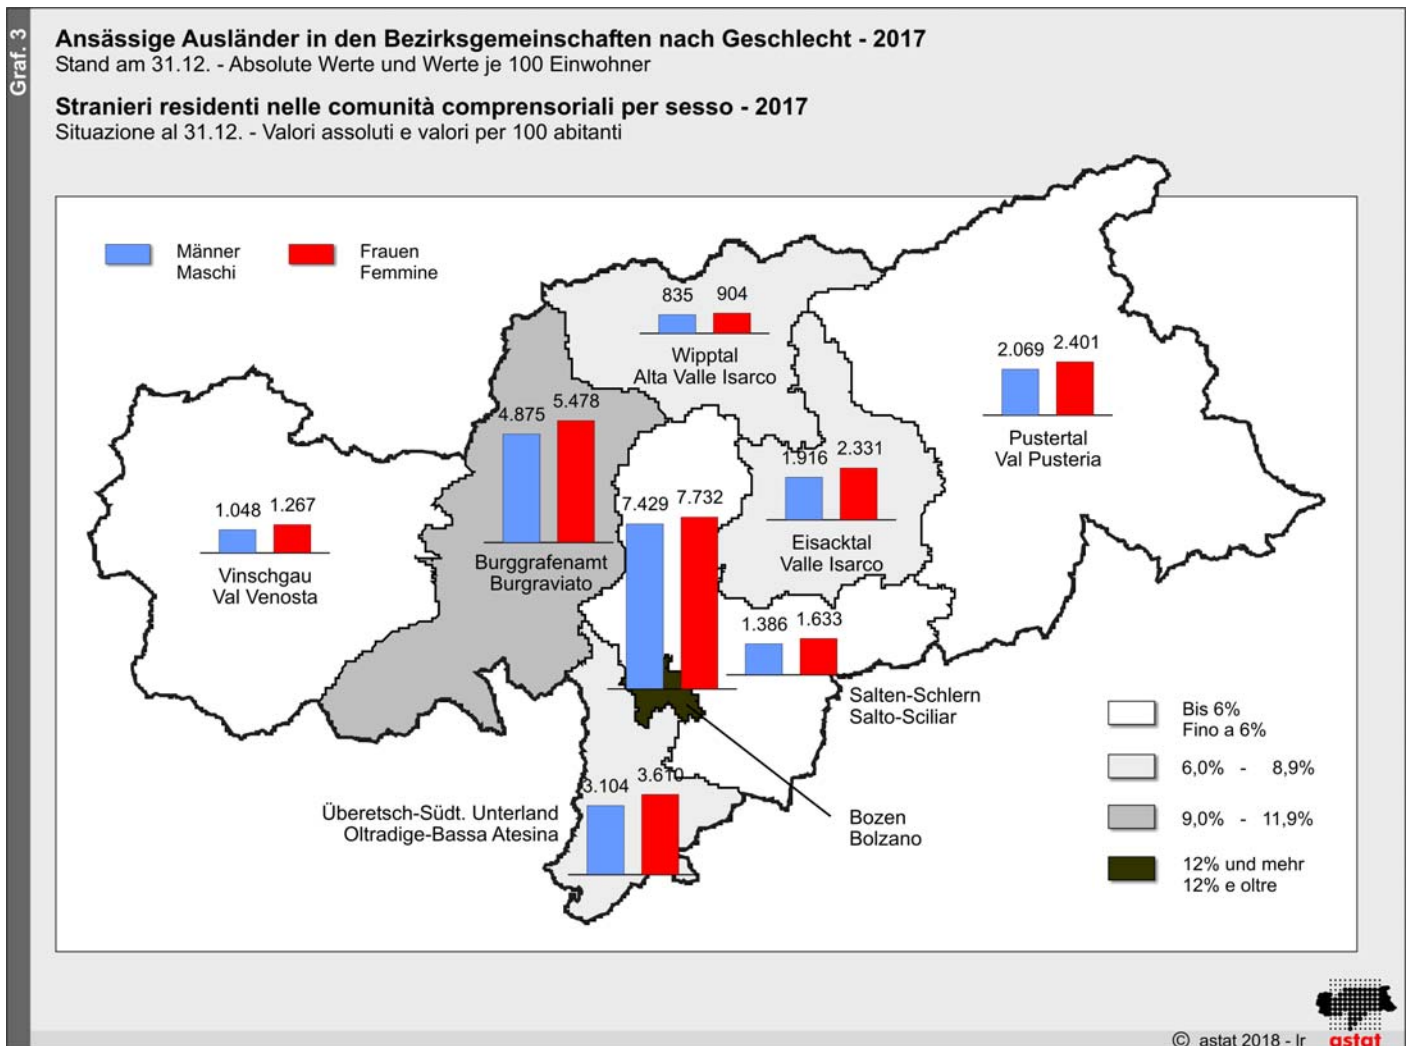 Graf. 3
Ansässige Ausländer in den Bezirksgemeinschaften nach Geschlecht - 2017
Stand am 31.12. - Absolute Werte und Werte je 100 Einwohner
Stranieri residenti nelle comunità comprensoriali per sesso - 2017
Situazione al 31.12. - Valori assoluti e valori per 100 abitanti
Männer
Maschi
Frauen
Femmine
835 904
Wipptal
Alta Valle Isarco
2.069 2.401
Pustertal
Val Pusteria
4.875 5.478
Burggrafenamt
Burgraviato
1.916 2.331
Eisacktal
Valle Isarco
1.048 1.267
Vinschgau
Val Venosta
7.429 7.732
1.386 1.633
Salten-Schlern
Salto-Sciliar
3.104 3.610
Überetsch-Südt. Unterland
Oltradige-Bassa Atesina
Bozen
Bolzano
Bis 6%
Fino a 6%
6,0% - 8,9%
9,0% - 11,9%
12% und mehr
12% e oltre
© astat 2018 - lr
astat